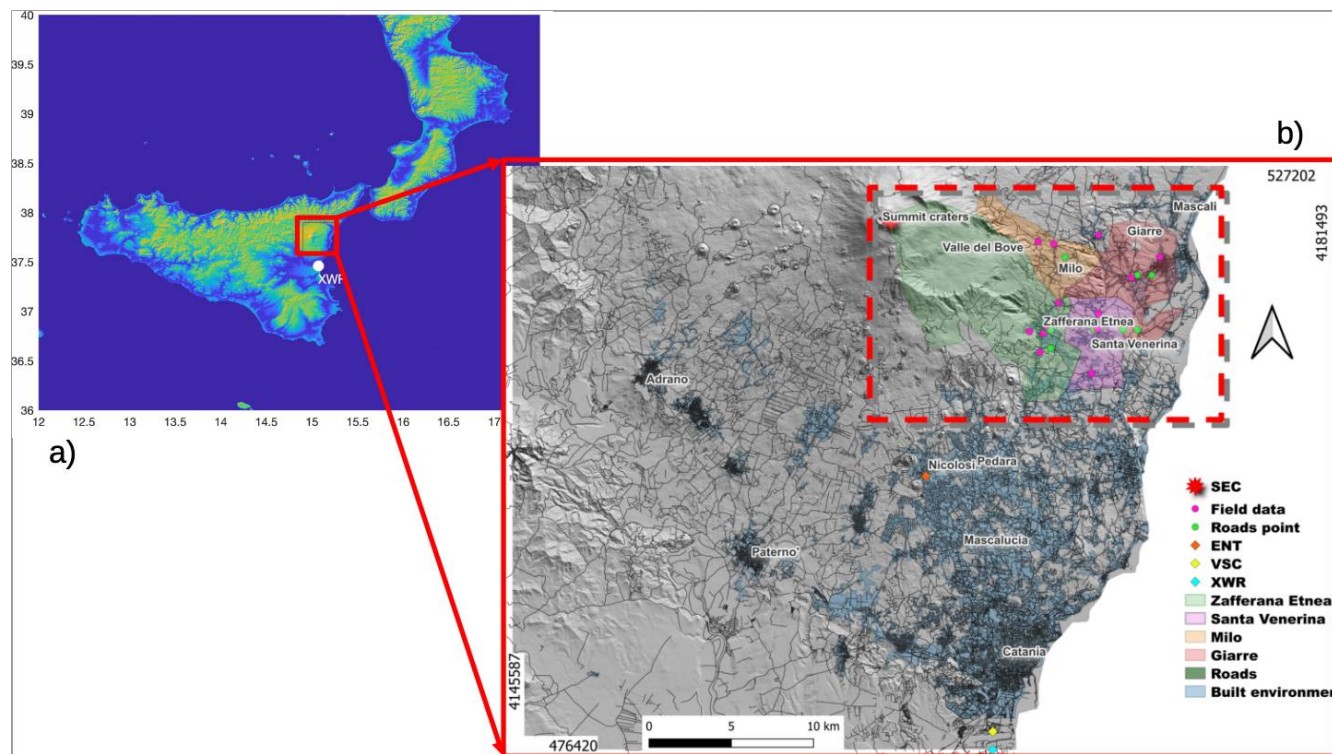 a)
40
39.5
39
38.5
38
37.5
37
36.5
36
12
12.5
13
13.5
14
14.5
15
15.5
16
16.5
17
XWR
b)
527202
4181493
Mascali
Summit craters
Giarre
Valle del Bove
Milo
Zafferana Etnea
Santa Venerina
Adrano
Nicolosi
Pedara
Mascalucia
Paterno'
Catania
4145587
476420
0 5 10 km
SEC
Field data
Roads point
ENT
VSC
XWR
Zafferana Etnea
Santa Venerina
Milo
Giarre
Roads
Built environmen